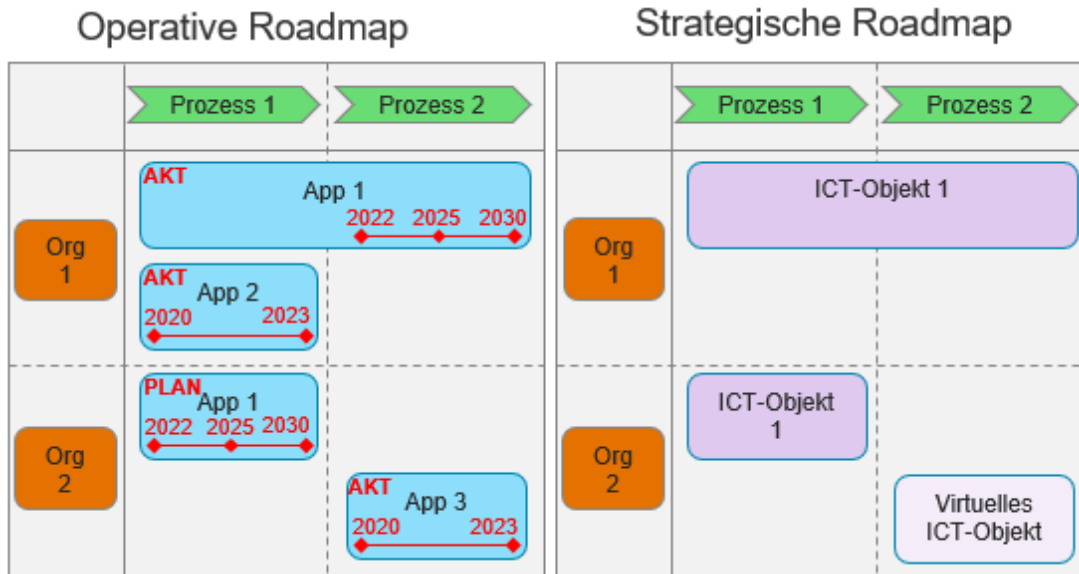 Operative Roadmap
Prozess 1
Prozess 2
Org
1
AKT
App 1
2022 2025 2030
AKT
App 2
2020 2023
Org
2
PLAN
App 1
2022 2025 2030
AKT
App 3
2020 2023
Strategische Roadmap
Prozess 1
Prozess 2
Org
1
ICT-Objekt 1
Org
2
ICT-Objekt
1
Virtuelles
ICT-Objekt